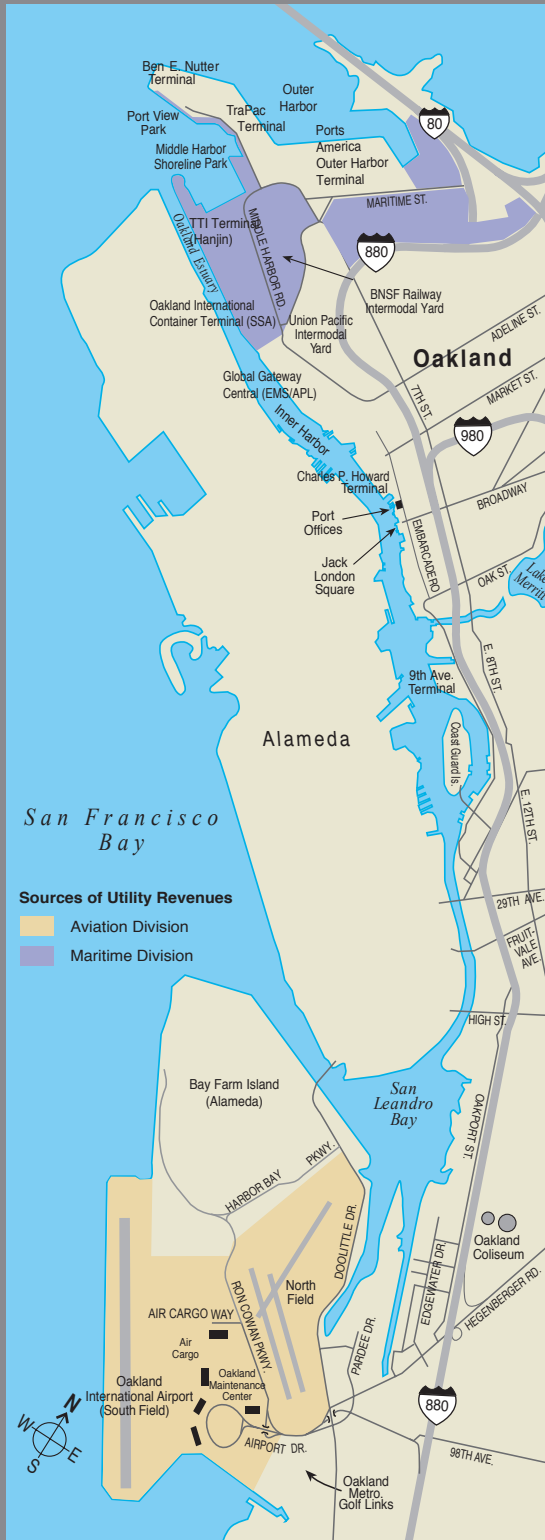 Ben E. Nutter
Terminal
Outer
Harbor
Port View
Park
TraPac
Terminal
80
Ports
America
Outer Harbor
Terminal
Middle Harbor
Shoreline Park
MARITIME ST.
TTI Terminal
(Hanjin)
MIDDLE HARBOR RD.
Oakland Estuary
880
BNSF Railway
Intermodal Yard
Oakland International
Container Terminal (SSA)
Union Pacific
Intermodal
Yard
ADELINE ST.
Oakland
Global Gateway
Central (EMS/APL)
7TH ST.
MARKET ST.
Inner Harbor
980
Charles P. Howard
Terminal
BROADWAY
Port
Offices
EMBARCADERO
Jack
London
Square
OAK ST.
Lake
Merritt
E. 8TH ST.
9th Ave.
Terminal
Alameda
Coast Guard Is.
E. 12TH ST.
San Francisco
Bay
Sources of Utility Revenues
Aviation Division
Maritime Division
29TH AVE.
FRUIT-
VALE
AVE.
HIGH ST.
Bay Farm Island
(Alameda)
San
Leandro
Bay
OAKPORT ST.
HARBOR BAY PKWY.
DOOLITTLE DR.
Oakland
Coliseum
EDGEWATER DR.
HEGENBERGER RD.
North
Field
RON COWAN PKWY.
AIR CARGO WAY
Air
Cargo
PARDEE DR.
Oakland
Maintenance
Center
Oakland
International Airport
(South Field)
880
N
W
E
S
AIRPORT DR.
98TH AVE.
Oakland
Metro.
Golf Links